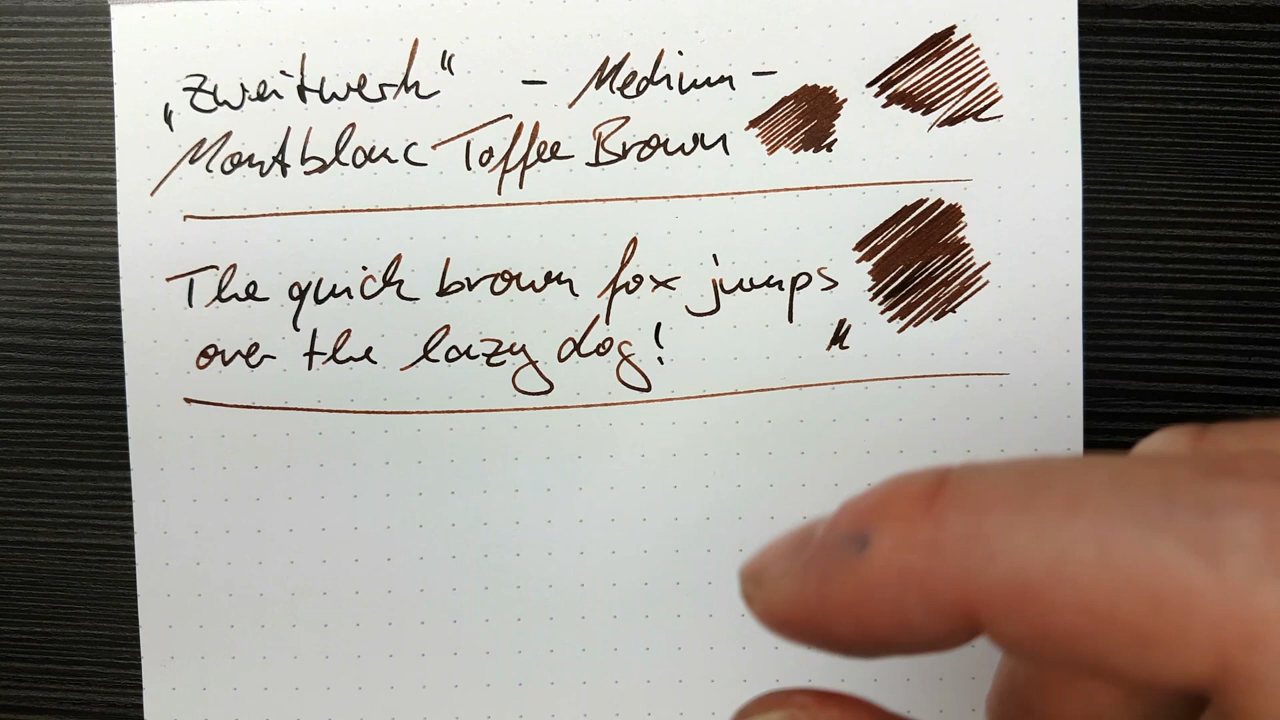 „Zweitwerk“ - Medium -
Montblanc Toffee Brown
The quick brown fox jumps
over the lazy dog!